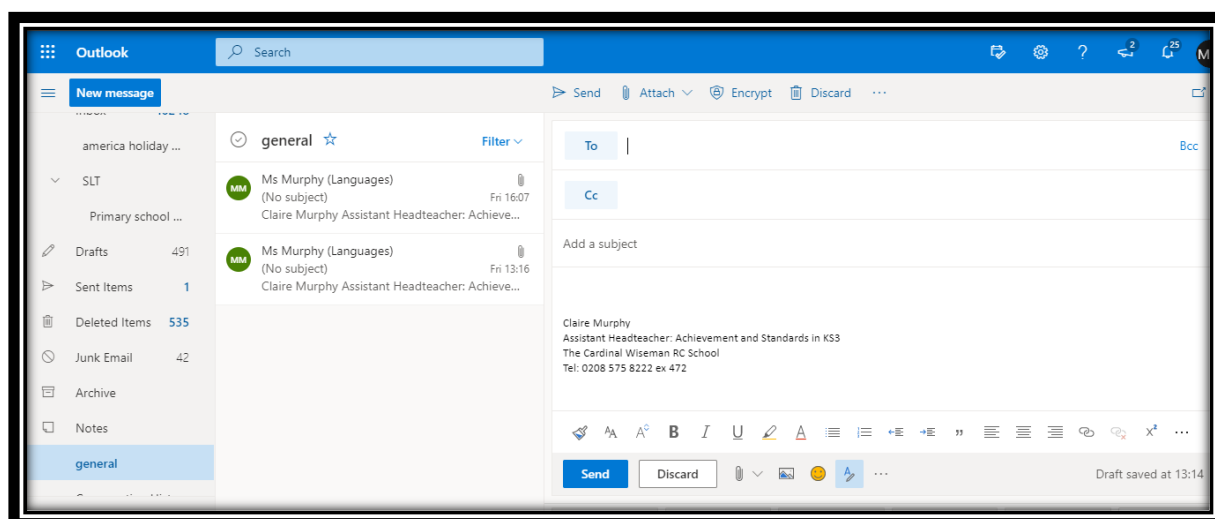 Outlook
Search
2
25
M
New message
Send Attach Encrypt Discard ...
america holiday ...
SLT
Primary school ...
Drafts 491
Sent Items 1
Deleted Items 535
Junk Email 42
Archive
Notes
general
general
Filter
MM
Ms Murphy (Languages)
(No subject) Fri 16:07
Claire Murphy Assistant Headteacher: Achieve...
MM
Ms Murphy (Languages)
(No subject) Fri 13:16
Claire Murphy Assistant Headteacher: Achieve...
To Bcc
Cc
Add a subject
Claire Murphy
Assistant Headteacher: Achievement and Standards in KS3
The Cardinal Wiseman RC School
Tel: 0208 575 8222 ex 472
Send Discard ... Draft saved at 13:14